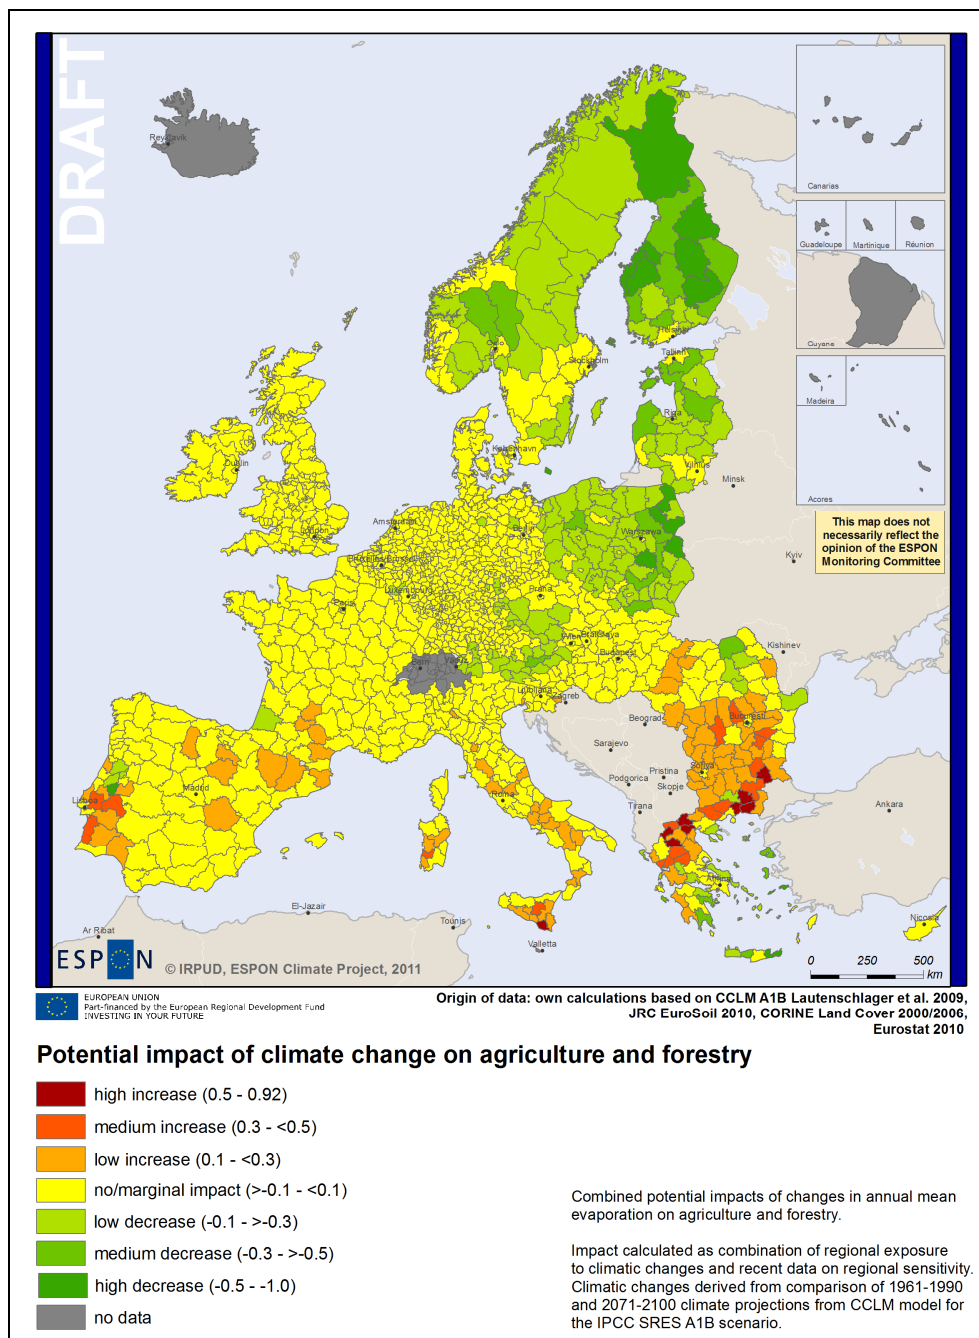 DRAFT
Reykjavik
Canarias
Guadeloupe
Martinique
Réunion
Guyane
Madeira
Acores
This map does not
necessarily reflect the
opinion of the ESPON
Monitoring Committee
Oslo
Helsinki
Tallinn
Stockholm
Riga
Dublin
København
Vilnius
Minsk
London
Amsterdam
Berlin
Warszawa
Kyiv
Luxembourg
Praha
Paris
Wien
Budapest
Kishinev
Bern
Vaduz
Ljubljana
Zagreb
Beograd
Bucuresti
Sarajevo
Pristina
Sofiya
Podgorica
Skopje
Tirana
Roma
Madrid
Lisboa
Ankara
Athinai
El-Jazair
Tounis
Ar Ribat
Valletta
Nicosia
ESPON
© IRPUD, ESPON Climate Project, 2011
0 250 500
km
EUROPEAN UNION
Part-financed by the European Regional Development Fund
INVESTING IN YOUR FUTURE
Origin of data: own calculations based on CCLM A1B Lautenschlager et al. 2009,
JRC EuroSoil 2010, CORINE Land Cover 2000/2006,
Eurostat 2010
Potential impact of climate change on agriculture and forestry
high increase (0.5 - 0.92)
medium increase (0.3 - <0.5)
low increase (0.1 - <0.3)
no/marginal impact (>-0.1 - <0.1)
low decrease (-0.1 - >-0.3)
medium decrease (-0.3 - >-0.5)
high decrease (-0.5 - -1.0)
no data
Combined potential impacts of changes in annual mean
evaporation on agriculture and forestry.
Impact calculated as combination of regional exposure
to climatic changes and recent data on regional sensitivity.
Climatic changes derived from comparison of 1961-1990
and 2071-2100 climate projections from CCLM model for
the IPCC SRES A1B scenario.